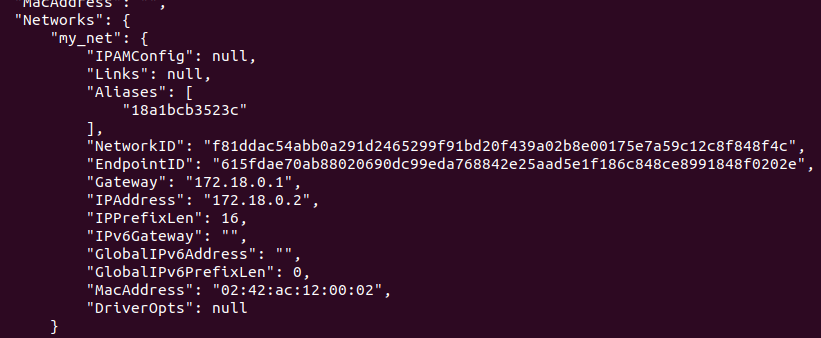 "MacAddress": "",
"Networks": {
"my_net": {
"IPAMConfig": null,
"Links": null,
"Aliases": [
"18a1bcb3523c"
],
"NetworkID": "f81ddac54abb0a291d2465299f91bd20f439a02b8e00175e7a59c12c8f848f4c",
"EndpointID": "615fdae70ab88020690dc99eda768842e25aad5e1f186c848ce8991848f0202e",
"Gateway": "172.18.0.1",
"IPAddress": "172.18.0.2",
"IPPrefixLen": 16,
"IPv6Gateway": "",
"GlobalIPv6Address": "",
"GlobalIPv6PrefixLen": 0,
"MacAddress": "02:42:ac:12:00:02",
"DriverOpts": null
}